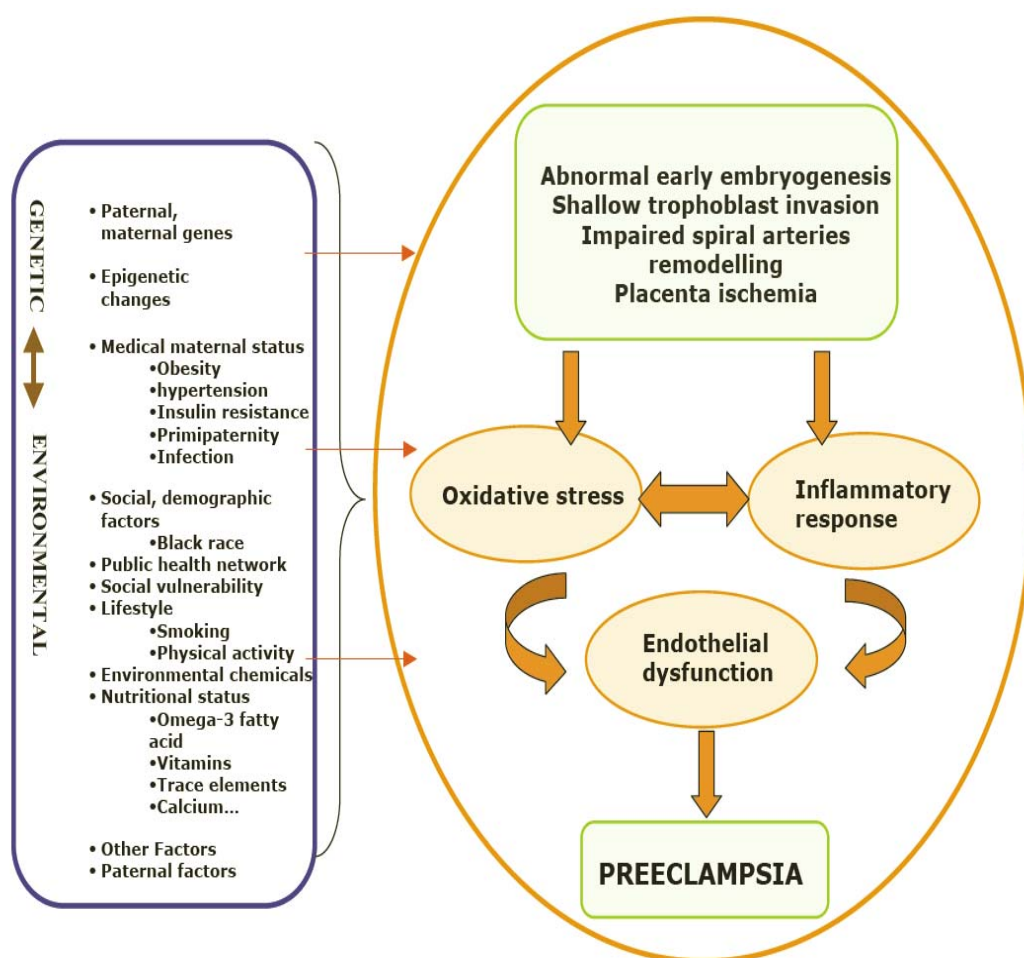 GENETIC
ENVIRONMENTAL
• Paternal,
maternal genes
• Epigenetic
changes
• Medical maternal status
•Obesity
•hypertension
•Insulin resistance
•Primipaternity
•Infection
• Social, demographic
factors
•Black race
• Public health network
• Social vulnerability
• Lifestyle
•Smoking
•Physical activity
• Environmental chemicals
• Nutritional status
•Omega-3 fatty
acid
•Vitamins
•Trace elements
•Calcium...
• Other Factors
• Paternal factors
Abnormal early embryogenesis
Shallow trophoblast invasion
Impaired spiral arteries
remodelling
Placenta ischemia
Oxidative stress
Inflammatory
response
Endothelial
dysfunction
PREECLAMPSIA